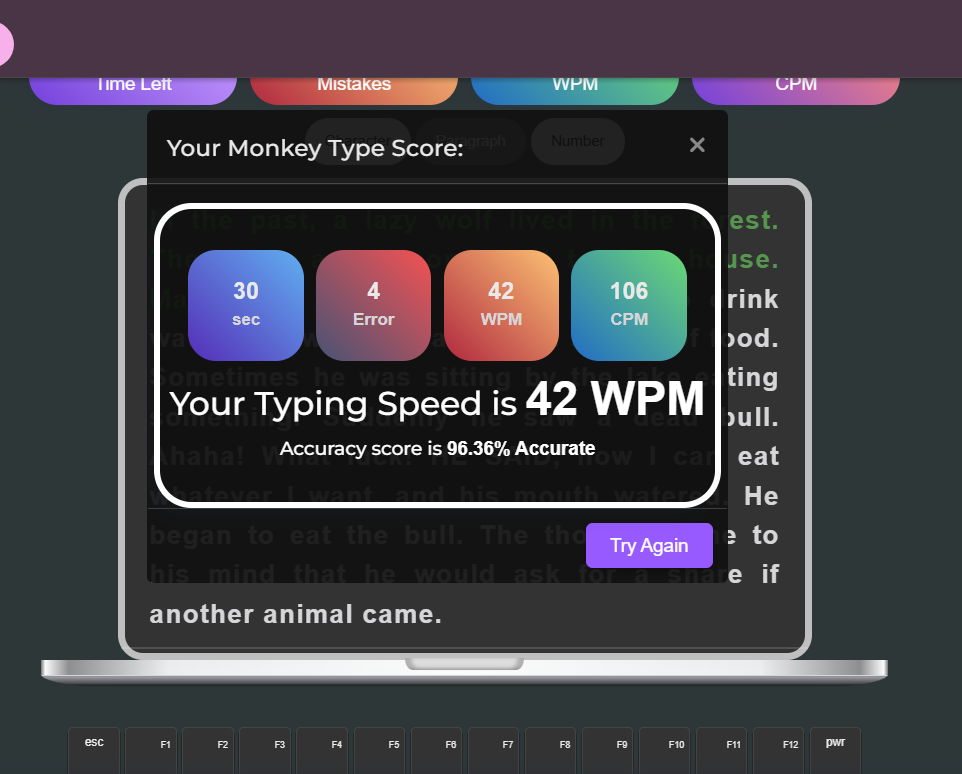 Time Left Mistakes WPM CPM
Character Paragraph Number
Your Monkey Type Score: ×
In the past, a lazy wolf lived in the forest.
house.
drink
of food.
Sometimes he was sitting by the lake eating
something. Suddenly he saw a dead bull.
Ahaha! What luck! HE SAID, now I can eat
whatever I want, and his mouth watered. He
began to eat the bull. The thought came to
his mind that he would ask for a share if
another animal came.
30 4 42 106
sec Error WPM CPM
Your Typing Speed is 42 WPM
Accuracy score is 96.36% Accurate
Try Again
esc F1 F2 F3 F4 F5 F6 F7 F8 F9 F10 F11 F12 pwr